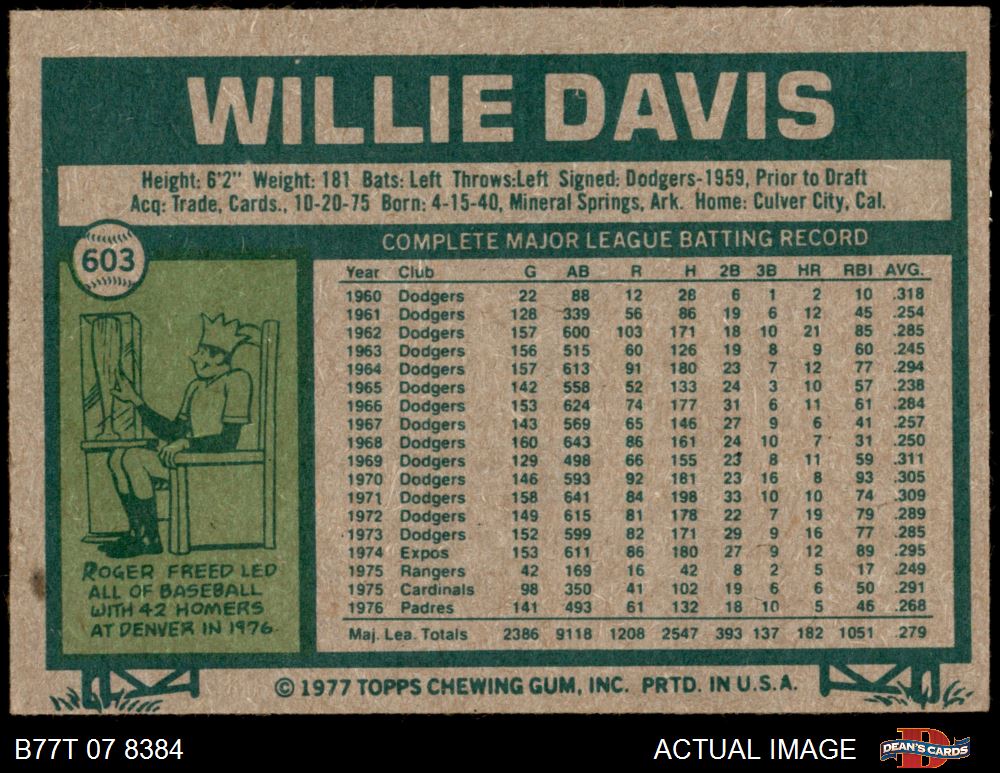 WILLIE DAVIS
Height: 6'2" Weight: 181 Bats: Left Throws:Left Signed: Dodgers-1959, Prior to Draft
Acq: Trade, Cards., 10-20-75 Born: 4-15-40, Mineral Springs, Ark. Home: Culver City, Cal.
603
COMPLETE MAJOR LEAGUE BATTING RECORD
Year Club G AB R H 2B 3B HR RBI AVG.
1960 Dodgers 22 88 12 28 6 1 2 10 .318
1961 Dodgers 128 339 56 86 19 6 12 45 .254
1962 Dodgers 157 600 103 171 18 10 21 85 .285
1963 Dodgers 156 515 60 126 19 8 9 60 .245
1964 Dodgers 157 613 91 180 23 7 12 77 .294
1965 Dodgers 142 558 52 133 24 3 10 57 .238
1966 Dodgers 153 624 74 177 31 6 11 61 .284
1967 Dodgers 143 569 65 146 27 9 6 41 .257
1968 Dodgers 160 643 86 161 24 10 7 31 .250
1969 Dodgers 129 498 66 155 23 8 11 59 .311
1970 Dodgers 146 593 92 181 23 16 8 93 .305
1971 Dodgers 158 641 84 198 33 10 10 74 .309
1972 Dodgers 149 615 81 178 22 7 19 79 .289
1973 Dodgers 152 599 82 171 29 9 16 77 .285
1974 Expos 153 611 86 180 27 9 12 89 .295
1975 Rangers 42 169 16 42 8 2 5 17 .249
1975 Cardinals 98 350 41 102 19 6 6 50 .291
1976 Padres 141 493 61 132 18 10 5 46 .268
Maj. Lea. Totals 2386 9118 1208 2547 393 137 182 1051 .279
ROGER FREED LED
ALL OF BASEBALL
WITH 42 HOMERS
AT DENVER IN 1976.
© 1977 TOPPS CHEWING GUM, INC. PRTD. IN U.S.A.
B77T 07 8384
ACTUAL IMAGE
D
DEAN'S CARDS